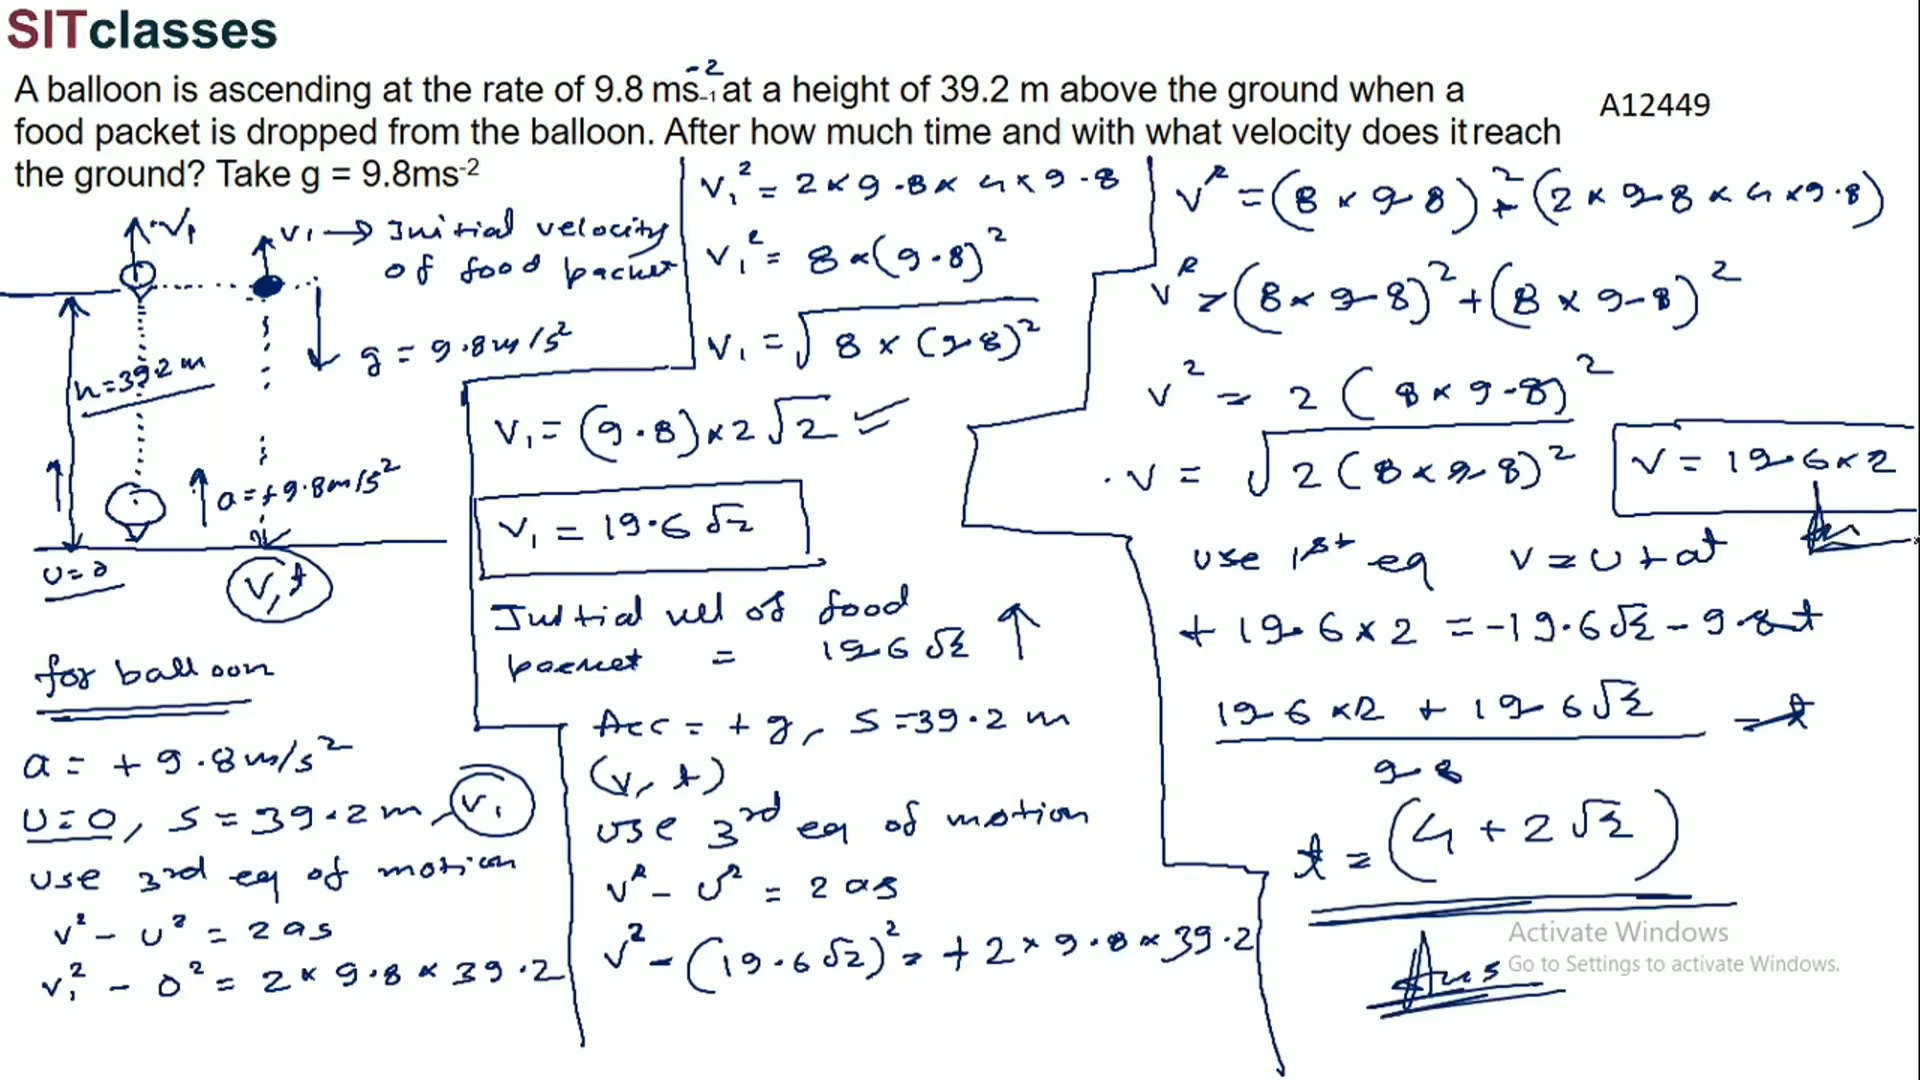 SITclasses
A balloon is ascending at the rate of 9.8 ms-1 -2 at a height of 39.2 m above the ground when a
food packet is dropped from the balloon. After how much time and with what velocity does it reach
the ground? Take g = 9.8ms-2
A12449
V1
V1 → Initial velocity
of food packet
g = 9.8 m/s²
h=39.2 m
a=+9.8m/s²
U=0
V, t
for balloon
a = + 9.8 m/s²
U=0, S = 39.2 m, V1
Use 3rd eq of motion
v² - u² = 2as
v1² - 0² = 2 × 9.8 × 39.2
V1² = 2 × 9.8 × 4 × 9.8
V1² = 8 × (9.8)²
V1 = √8 × (9.8)²
V1 = (9.8) × 2√2
V1 = 19.6 √2
Initial vel of food
packet = 19.6 √2 ↑
Acc = + g, S = 39.2 m
(V, t)
Use 3rd eq of motion
v² - u² = 2as
v² - (19.6√2)² = + 2 × 9.8 × 39.2
V² = (8 × 9.8)² + (2 × 9.8 × 4 × 9.8)
V² = (8 × 9.8)² + (8 × 9.8)²
V² = 2 (8 × 9.8)²
V = √2 (8 × 9.8)²
V = 19.6 × 2
Use 1st eq V = U + at
+ 19.6 × 2 = -19.6√2 - 9.8t
19.6 × 2 + 19.6√2 = t
9.8
t = (4 + 2√2)
Ans
Activate Windows
Go to Settings to activate Windows.